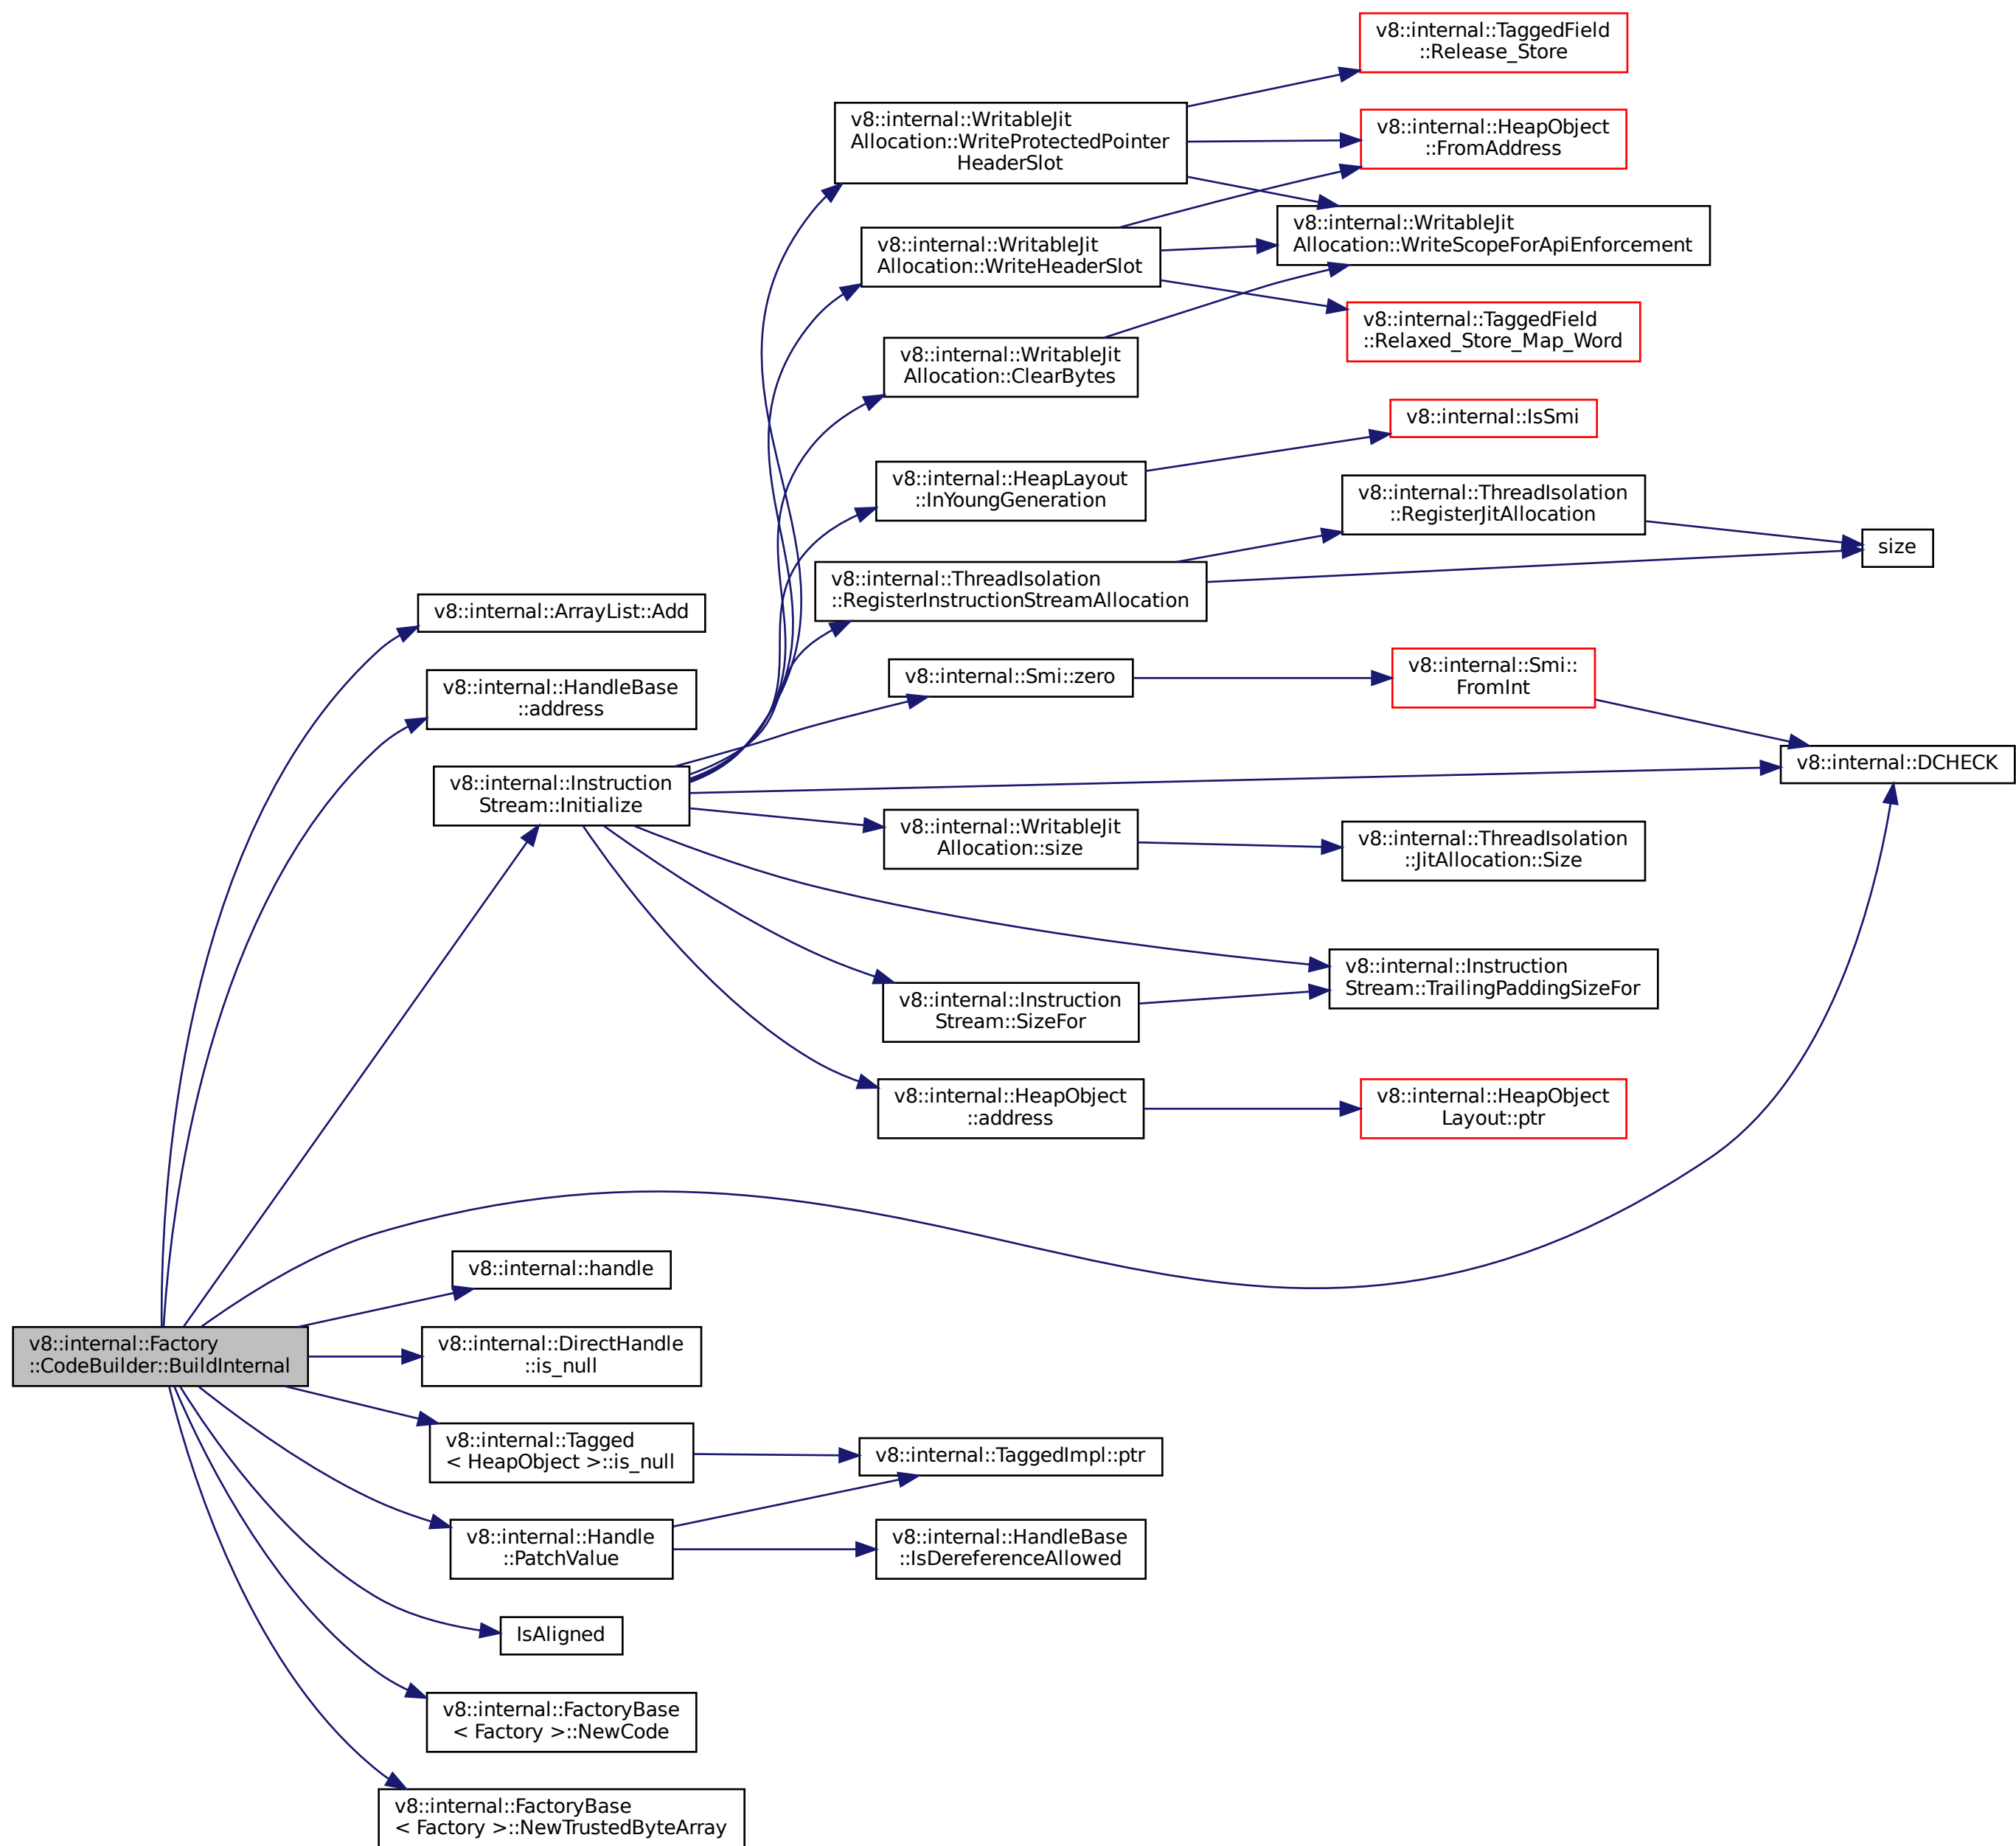 v8::internal::TaggedField
::Release_Store
v8::internal::WritableJit
Allocation::WriteProtectedPointer
HeaderSlot
v8::internal::HeapObject
::FromAddress
v8::internal::WritableJit
Allocation::WriteScopeForApiEnforcement
v8::internal::WritableJit
Allocation::WriteHeaderSlot
v8::internal::TaggedField
::Relaxed_Store_Map_Word
v8::internal::WritableJit
Allocation::ClearBytes
v8::internal::IsSmi
v8::internal::HeapLayout
::InYoungGeneration
v8::internal::ThreadIsolation
::RegisterJitAllocation
size
v8::internal::ThreadIsolation
::RegisterInstructionStreamAllocation
v8::internal::ArrayList::Add
v8::internal::Smi::zero
v8::internal::Smi::
FromInt
v8::internal::HandleBase
::address
v8::internal::DCHECK
v8::internal::Instruction
Stream::Initialize
v8::internal::WritableJit
Allocation::size
v8::internal::ThreadIsolation
::JitAllocation::Size
v8::internal::Instruction
Stream::TrailingPaddingSizeFor
v8::internal::Instruction
Stream::SizeFor
v8::internal::HeapObject
::address
v8::internal::HeapObject
Layout::ptr
v8::internal::handle
v8::internal::Factory
::CodeBuilder::BuildInternal
v8::internal::DirectHandle
::is_null
v8::internal::Tagged
< HeapObject >::is_null
v8::internal::TaggedImpl::ptr
v8::internal::Handle
::PatchValue
v8::internal::HandleBase
::IsDereferenceAllowed
IsAligned
v8::internal::FactoryBase
< Factory >::NewCode
v8::internal::FactoryBase
< Factory >::NewTrustedByteArray